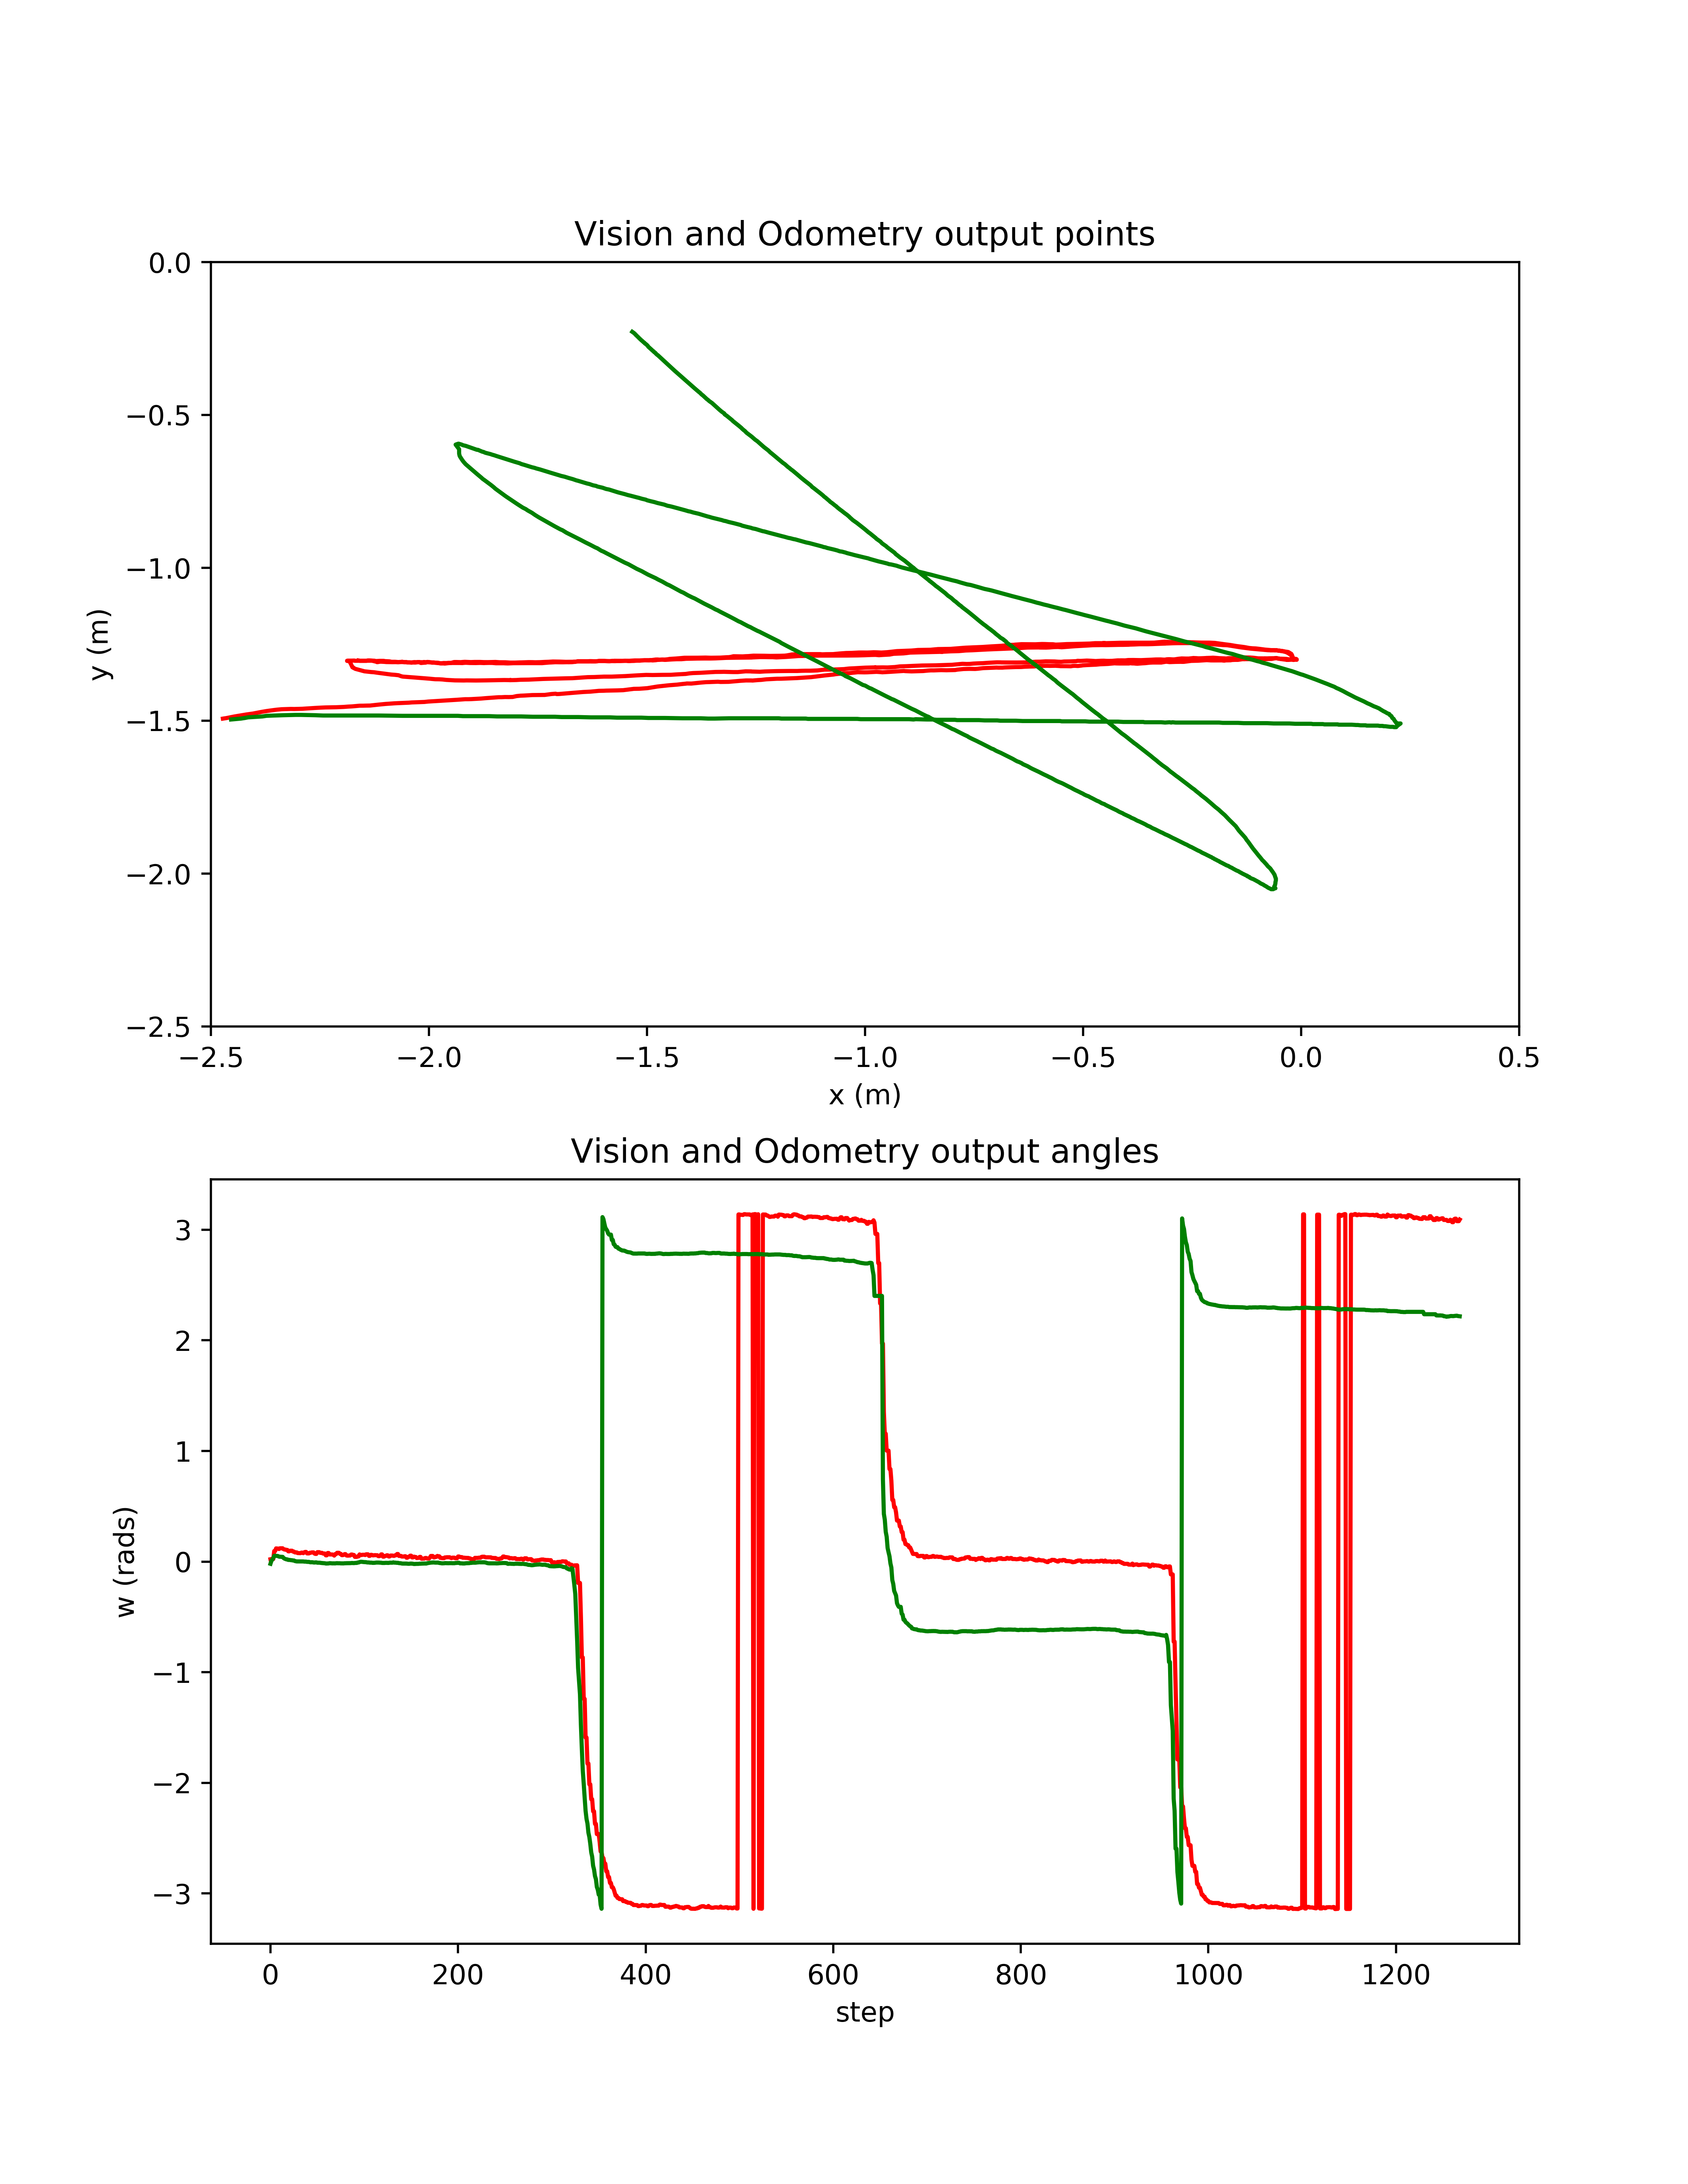 Vision and Odometry output points
0.0
−0.5
−1.0
−1.5
−2.0
−2.5
y (m)
−2.5 −2.0 −1.5 −1.0 −0.5 0.0 0.5
x (m)
Vision and Odometry output angles
3
2
1
0
−1
−2
−3
w (rads)
0 200 400 600 800 1000 1200
step